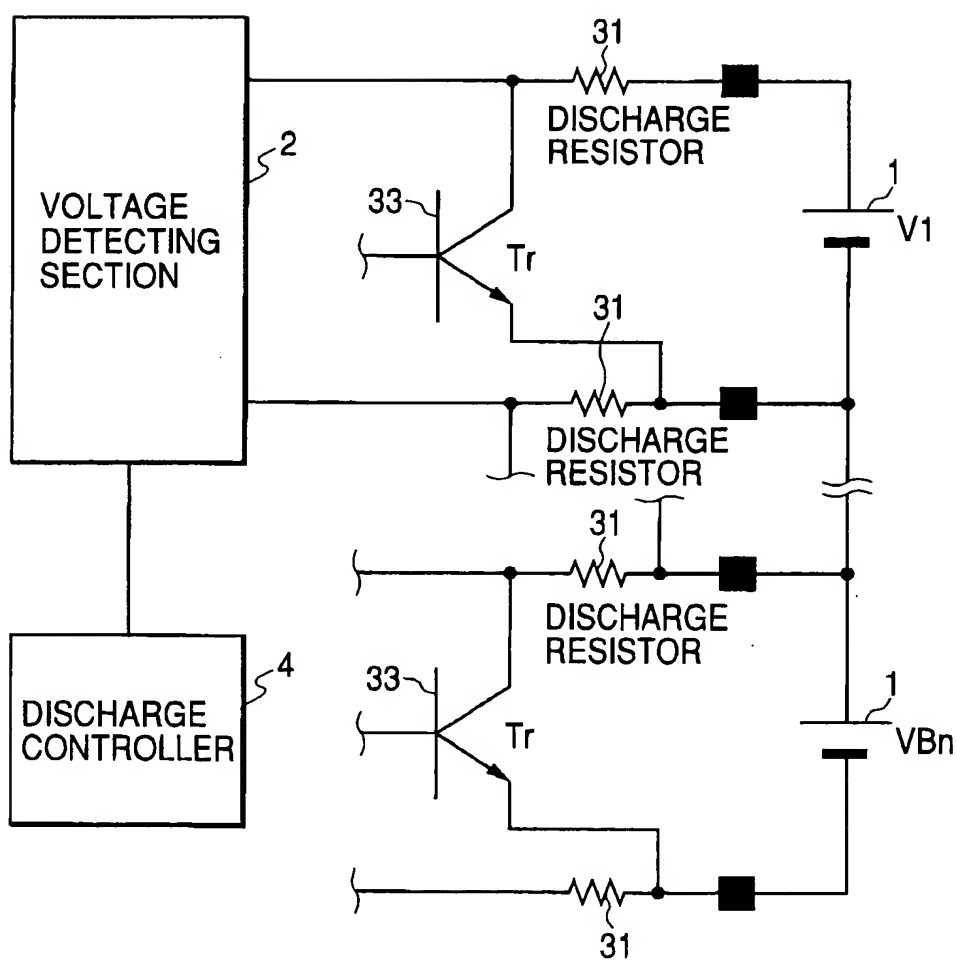 31
DISCHARGE
RESISTOR
2
1
VOLTAGE
DETECTING
SECTION
33
V1
Tr
31
DISCHARGE
RESISTOR
31
DISCHARGE
RESISTOR
4
33
1
DISCHARGE
CONTROLLER
Tr
VBn
31